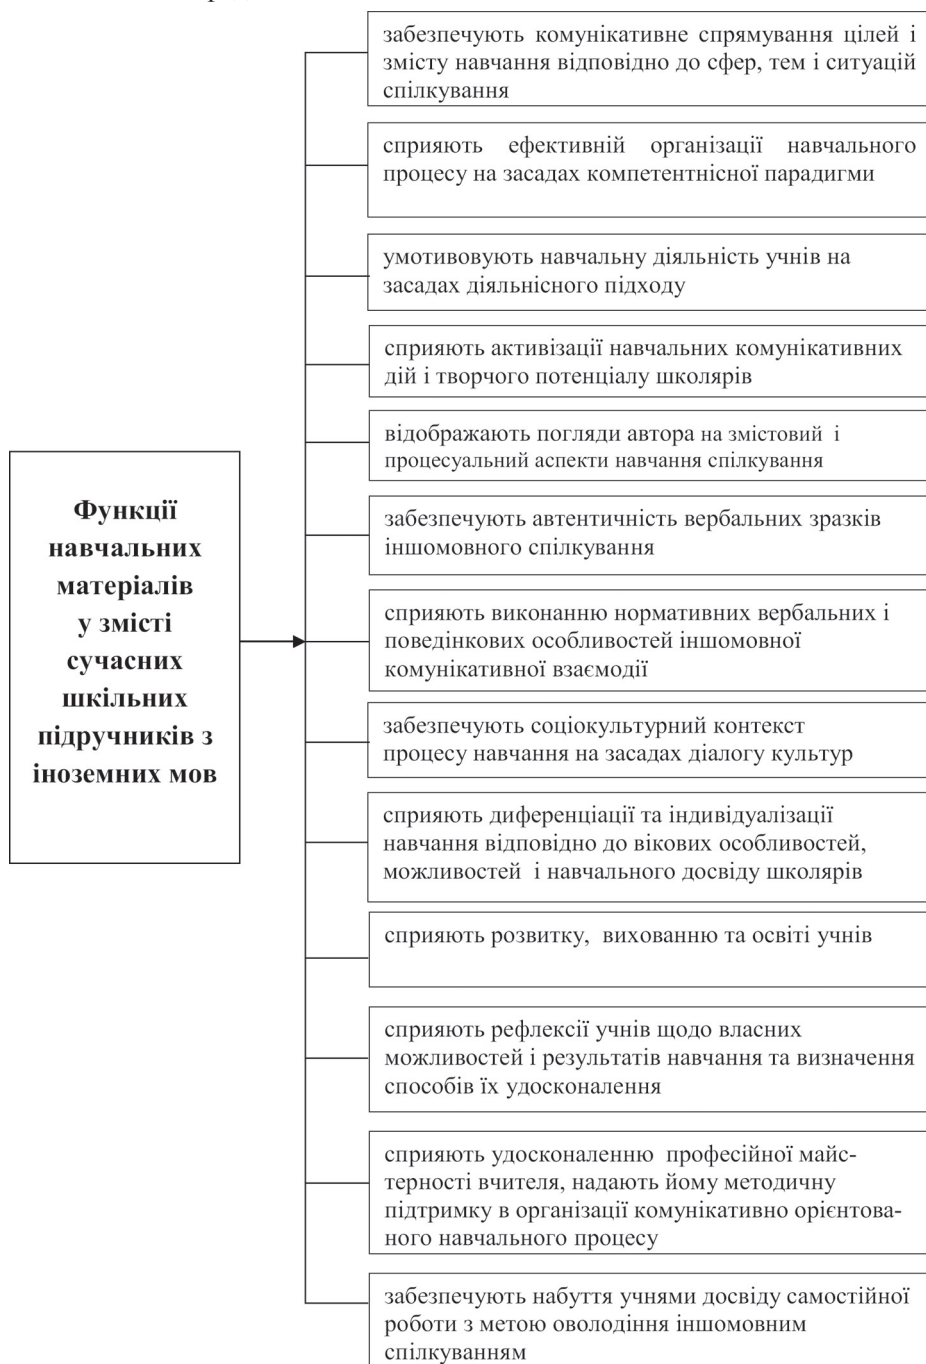 забезпечують комунікативне спрямування цілей і
змісту навчання відповідно до сфер, тем і ситуацій
спілкування
сприяють ефективній організації навчального
процесу на засадах компетентнісної парадигми
умотивовують навчальну діяльність учнів на
засадах діяльнісного підходу
сприяють активізації навчальних комунікативних
дій і творчого потенціалу школярів
відображають погляди автора на змістовий і
процесуальний аспекти навчання спілкування
Функції
навчальних
матеріалів
у змісті
сучасних
шкільних
підручників з
іноземних мов
забезпечують автентичність вербальних зразків
іншомовного спілкування
сприяють виконанню нормативних вербальних і
поведінкових особливостей іншомовної
комунікативної взаємодії
забезпечують соціокультурний контекст
процесу навчання на засадах діалогу культур
сприяють диференціації та індивідуалізації
навчання відповідно до вікових особливостей,
можливостей і навчального досвіду школярів
сприяють розвитку, вихованню та освіті учнів
сприяють рефлексії учнів щодо власних
можливостей і результатів навчання та визначення
способів їх удосконалення
сприяють удосконаленню професійної майс-
терності вчителя, надають йому методичну
підтримку в організації комунікативно орієнтова-
ного навчального процесу
забезпечують набуття учнями досвіду самостійної
роботи з метою оволодіння іншомовним
спілкуванням